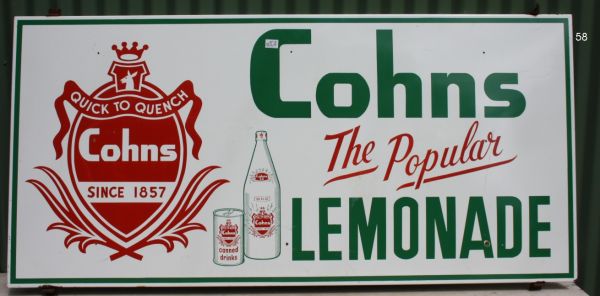 58
Cohns
QUICK TO QUENCH
Cohns
SINCE 1857
The Popular
LEMONADE
canned
drinks